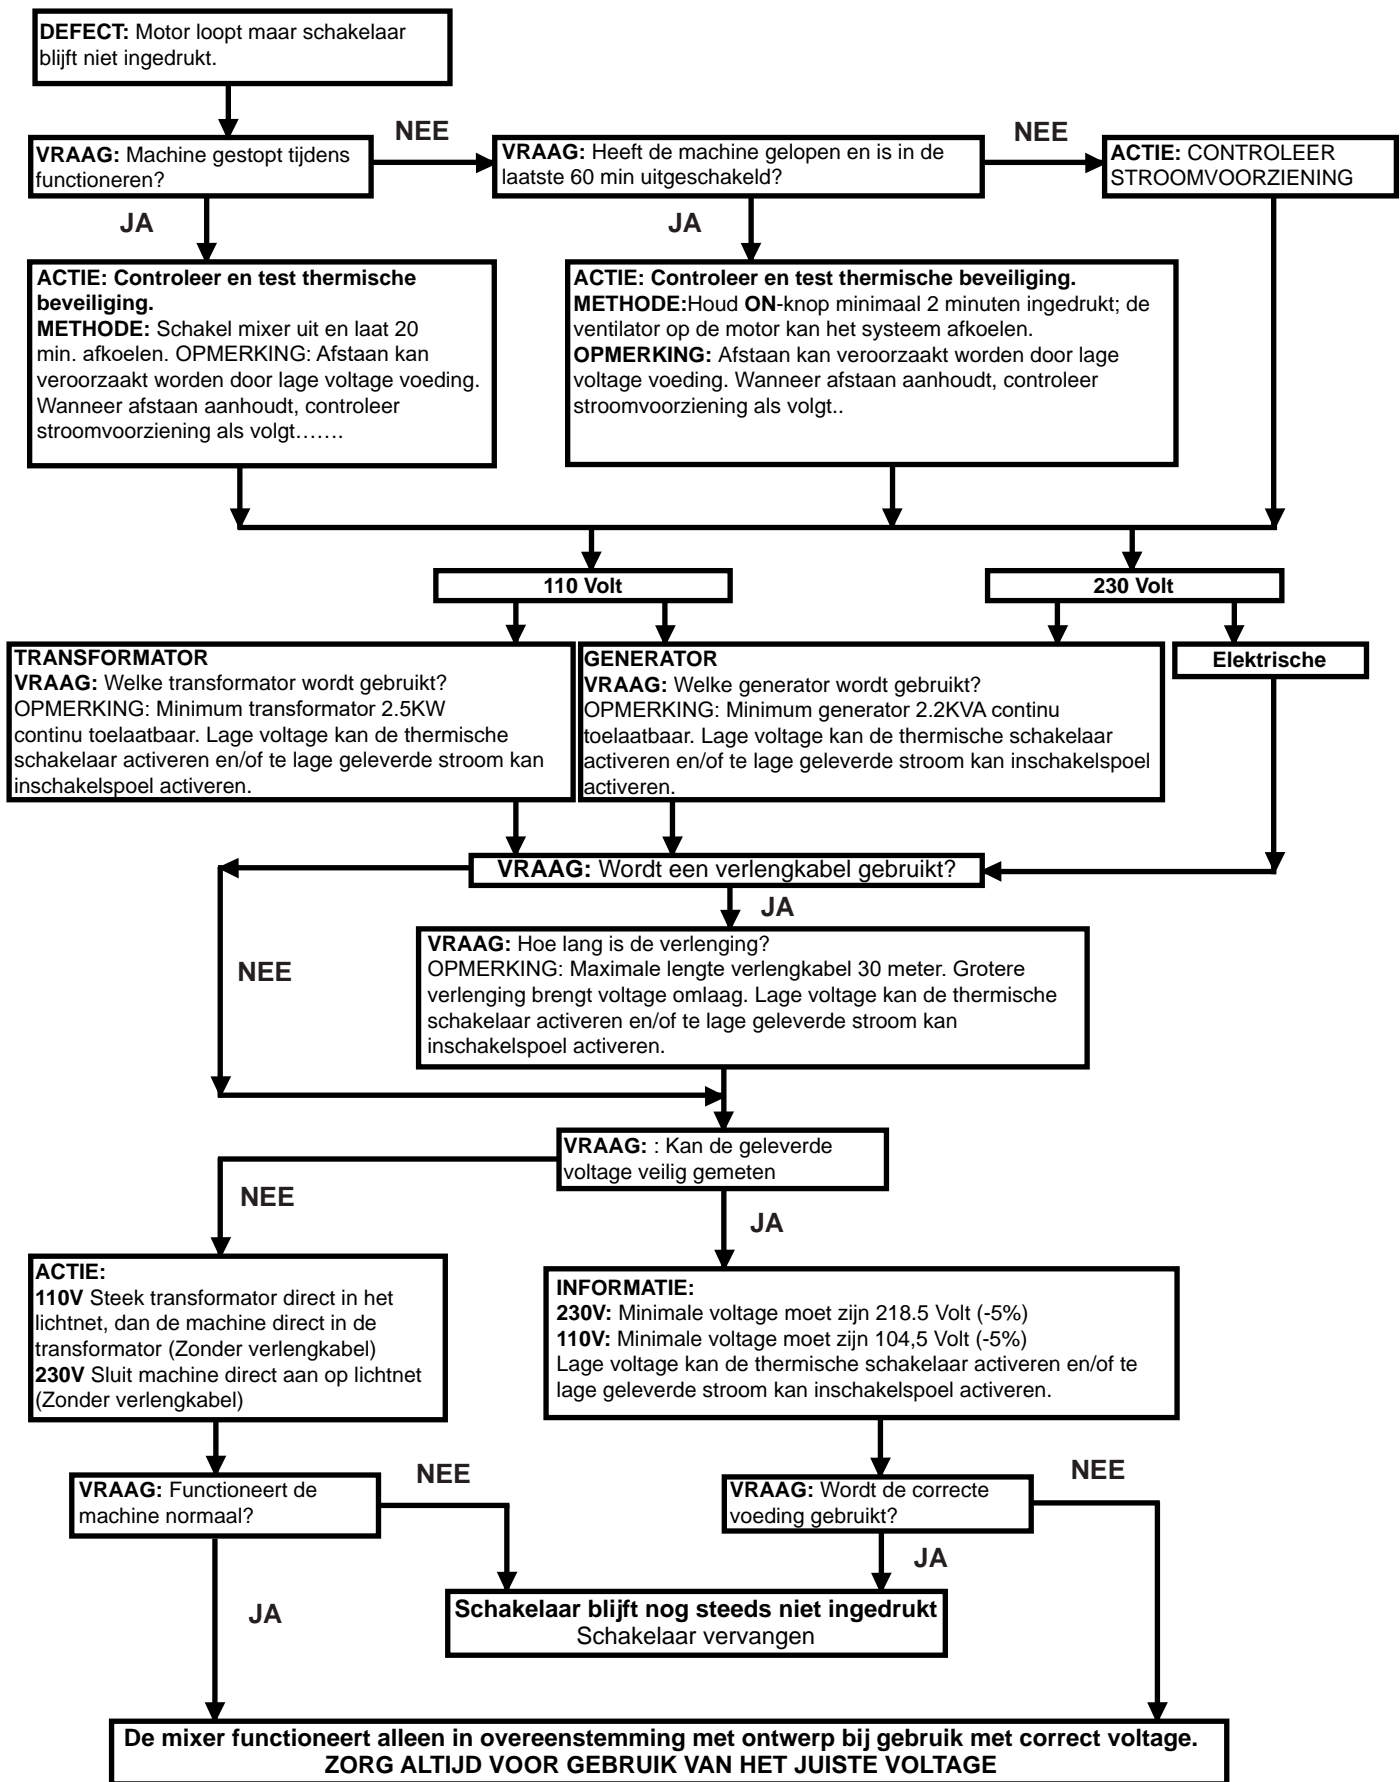 DEFECT: Motor loopt maar schakelaar
blijft niet ingedrukt.
NEE
NEE
VRAAG: Machine gestopt tijdens
functioneren?
VRAAG: Heeft de machine gelopen en is in de
laatste 60 min uitgeschakeld?
ACTIE: CONTROLEER
STROOMVOORZIENING
JA
JA
ACTIE: Controleer en test thermische
beveiliging.
METHODE: Schakel mixer uit en laat 20
min. afkoelen. OPMERKING: Afstaan kan
veroorzaakt worden door lage voltage voeding.
Wanneer afstaan aanhoudt, controleer
stroomvoorziening als volgt…….
ACTIE: Controleer en test thermische beveiliging.
METHODE:Houd ON-knop minimaal 2 minuten ingedrukt; de
ventilator op de motor kan het systeem afkoelen.
OPMERKING: Afstaan kan veroorzaakt worden door lage
voltage voeding. Wanneer afstaan aanhoudt, controleer
stroomvoorziening als volgt..
110 Volt
230 Volt
TRANSFORMATOR
VRAAG: Welke transformator wordt gebruikt?
OPMERKING: Minimum transformator 2.5KW
continu toelaatbaar. Lage voltage kan de thermische
schakelaar activeren en/of te lage geleverde stroom kan
inschakelspoel activeren.
GENERATOR
VRAAG: Welke generator wordt gebruikt?
OPMERKING: Minimum generator 2.2KVA continu
toelaatbaar. Lage voltage kan de thermische schakelaar
activeren en/of te lage geleverde stroom kan inschakelspoel
activeren.
Elektrische
VRAAG: Wordt een verlengkabel gebruikt?
JA
NEE
VRAAG: Hoe lang is de verlenging?
OPMERKING: Maximale lengte verlengkabel 30 meter. Grotere
verlenging brengt voltage omlaag. Lage voltage kan de thermische
schakelaar activeren en/of te lage geleverde stroom kan
inschakelspoel activeren.
VRAAG: : Kan de geleverde
voltage veilig gemeten
NEE
JA
ACTIE:
110V Steek transformator direct in het
lichtnet, dan de machine direct in de
transformator (Zonder verlengkabel)
230V Sluit machine direct aan op lichtnet
(Zonder verlengkabel)
INFORMATIE:
230V: Minimale voltage moet zijn 218.5 Volt (-5%)
110V: Minimale voltage moet zijn 104,5 Volt (-5%)
Lage voltage kan de thermische schakelaar activeren en/of te
lage geleverde stroom kan inschakelspoel activeren.
VRAAG: Functioneert de
machine normaal?
NEE
VRAAG: Wordt de correcte
voeding gebruikt?
NEE
JA
JA
Schakelaar blijft nog steeds niet ingedrukt
Schakelaar vervangen
De mixer functioneert alleen in overeenstemming met ontwerp bij gebruik met correct voltage.
ZORG ALTIJD VOOR GEBRUIK VAN HET JUISTE VOLTAGE